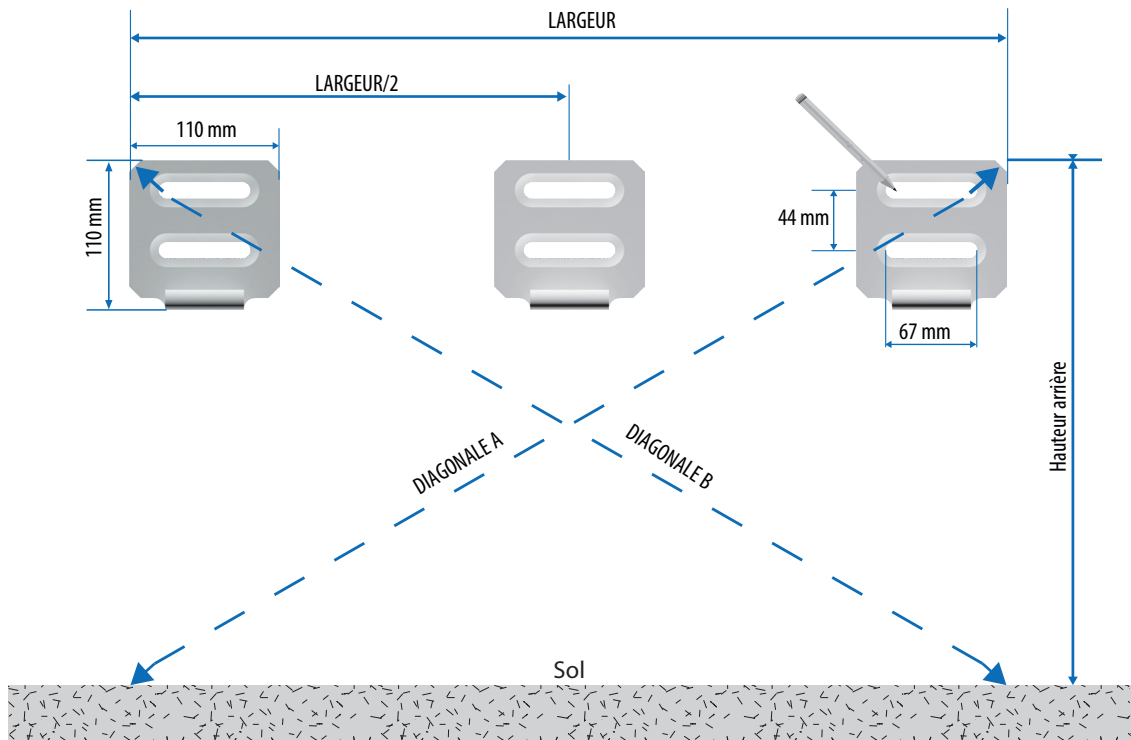 LARGEUR
LARGEUR/2
110 mm
110 mm
44 mm
67 mm
Hauteur arrière
DIAGONALE A
DIAGONALE B
Sol